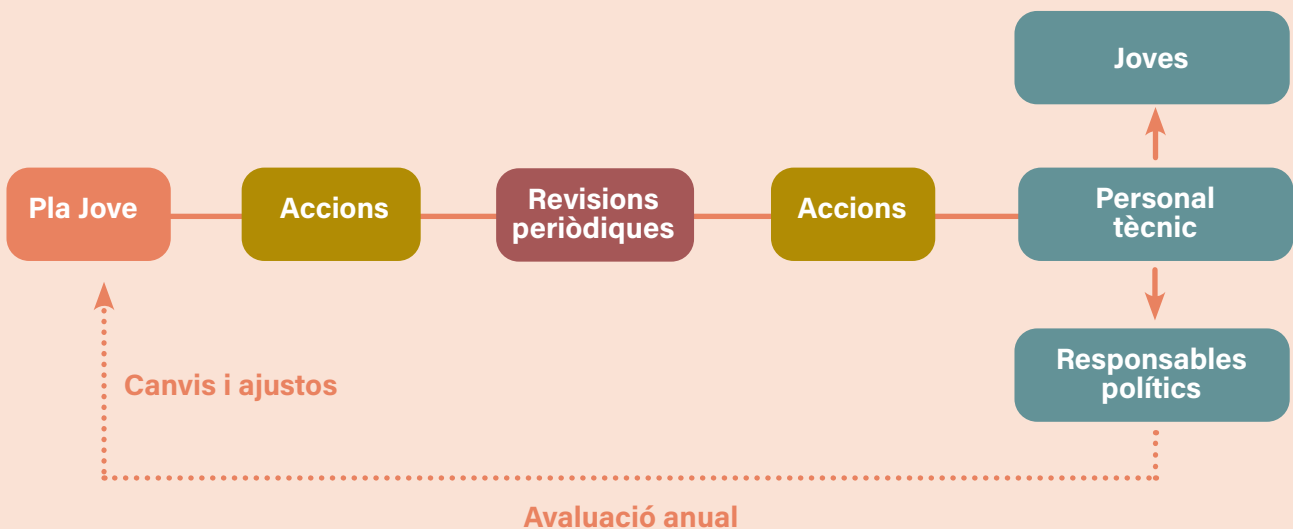 Joves
Pla Jove
Accions
Revisions
periòdiques
Accions
Personal
tècnic
Responsables
polítics
Canvis i ajustos
Avaluació anual